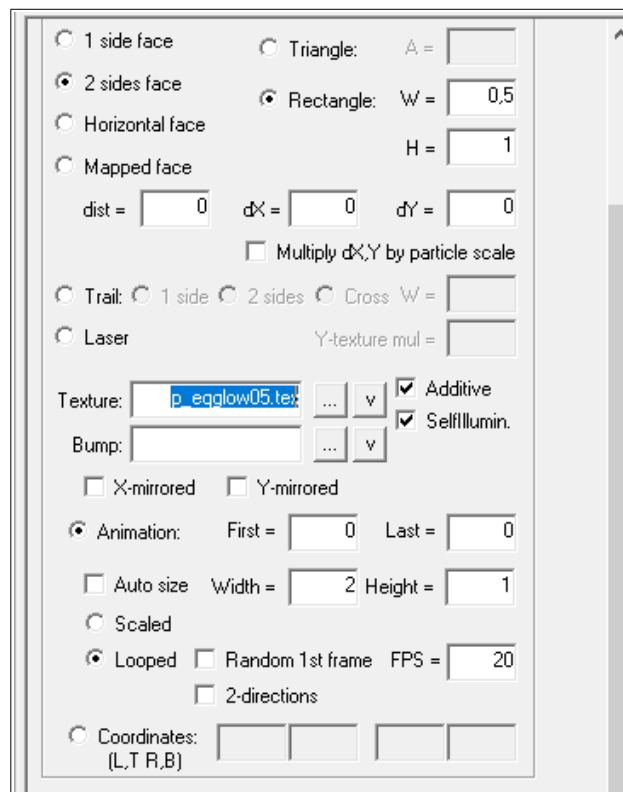 1 side face Triangle: A =
2 sides face Rectangle: W = 0,5
Horizontal face
H = 1
Mapped face
dist = 0 dX = 0 dY = 0
Multiply dX,Y by particle scale
Trail: 1 side 2 sides Cross W =
Laser Y-texture mul =
Texture: p_eqglow05.tex ... v Additive
SelfIllumin.
Bump: ... v
X-mirrored Y-mirrored
Animation: First = 0 Last = 0
Auto size Width = 2 Height = 1
Scaled
Looped Random 1st frame FPS = 20
2-directions
Coordinates:
(L,T R,B)